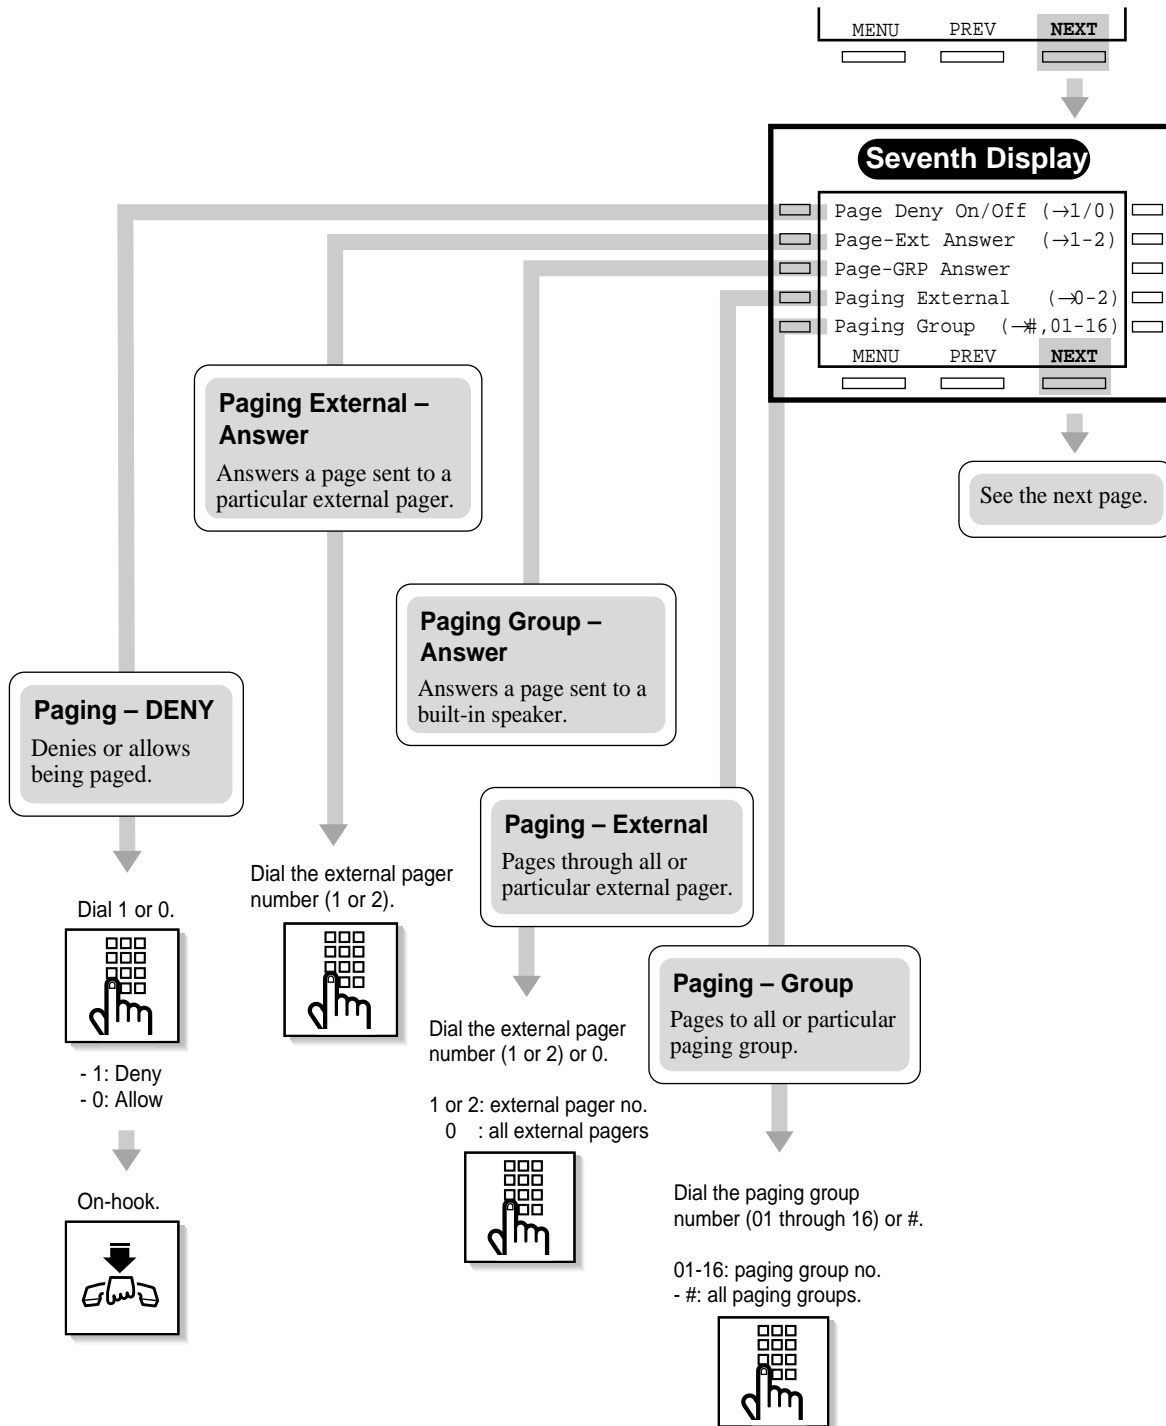 MENU PREV NEXT
Seventh Display
Page Deny On/Off (→1/0)
Page-Ext Answer (→1-2)
Page-GRP Answer
Paging External (→0-2)
Paging Group (→#,01-16)
MENU PREV NEXT
See the next page.
Paging External –
Answer
Answers a page sent to a
particular external pager.
Paging Group –
Answer
Answers a page sent to a
built-in speaker.
Paging – DENY
Denies or allows
being paged.
Paging – External
Pages through all or
particular external pager.
Dial the external pager
number (1 or 2).
Dial 1 or 0.
- 1: Deny
- 0: Allow
On-hook.
Dial the external pager
number (1 or 2) or 0.
1 or 2: external pager no.
0 : all external pagers
Paging – Group
Pages to all or particular
paging group.
Dial the paging group
number (01 through 16) or #.
01-16: paging group no.
- #: all paging groups.